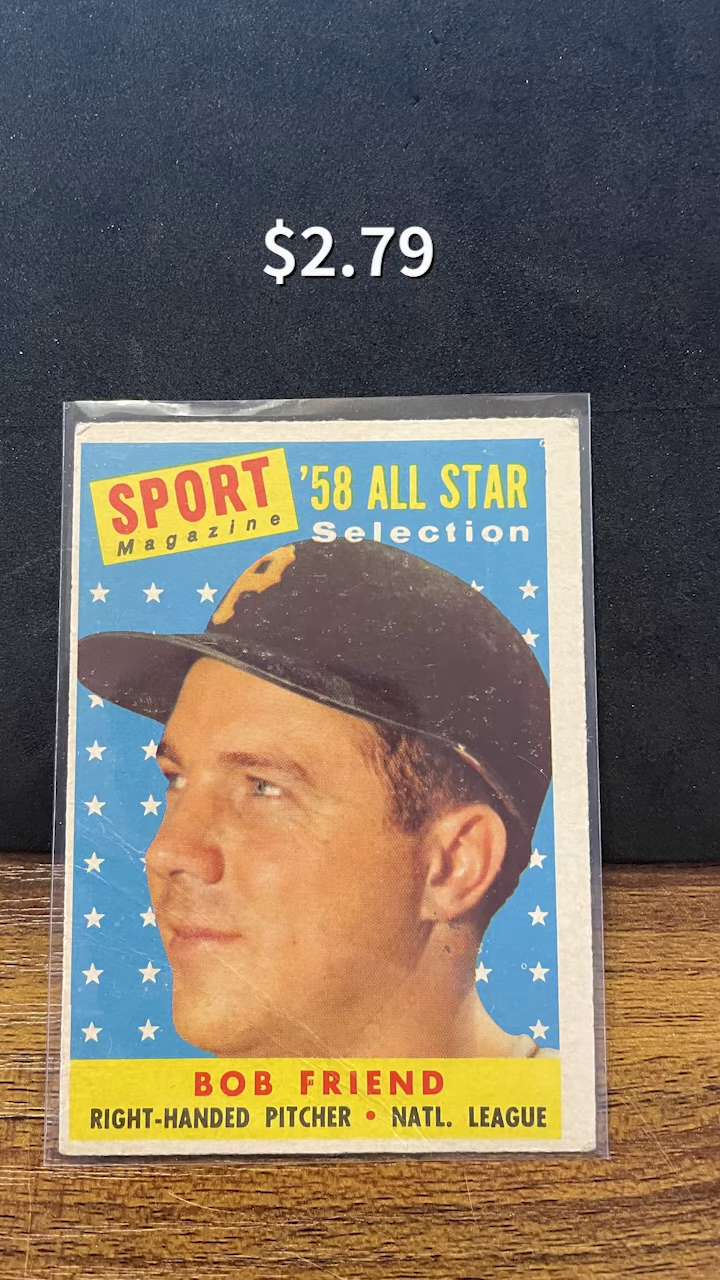 $2.79
SPORT
Magazine
'58 ALL STAR
Selection
P
BOB FRIEND
RIGHT-HANDED PITCHER • NATL. LEAGUE